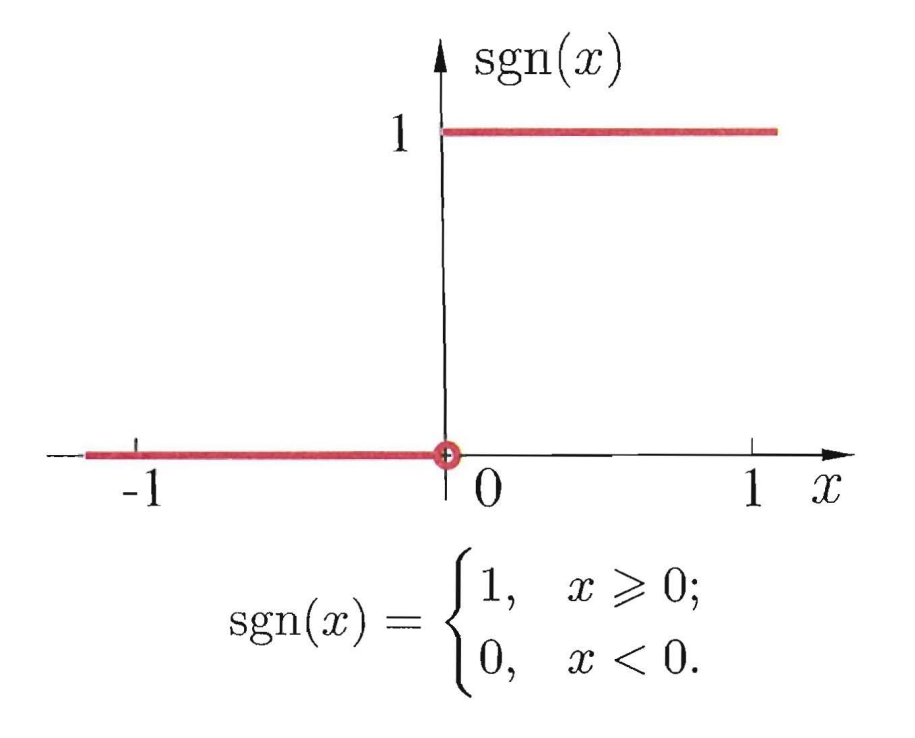 sgn(x)
1
-1 0 1 x
sgn(x) = { 1, x ⩾ 0;
0, x < 0.